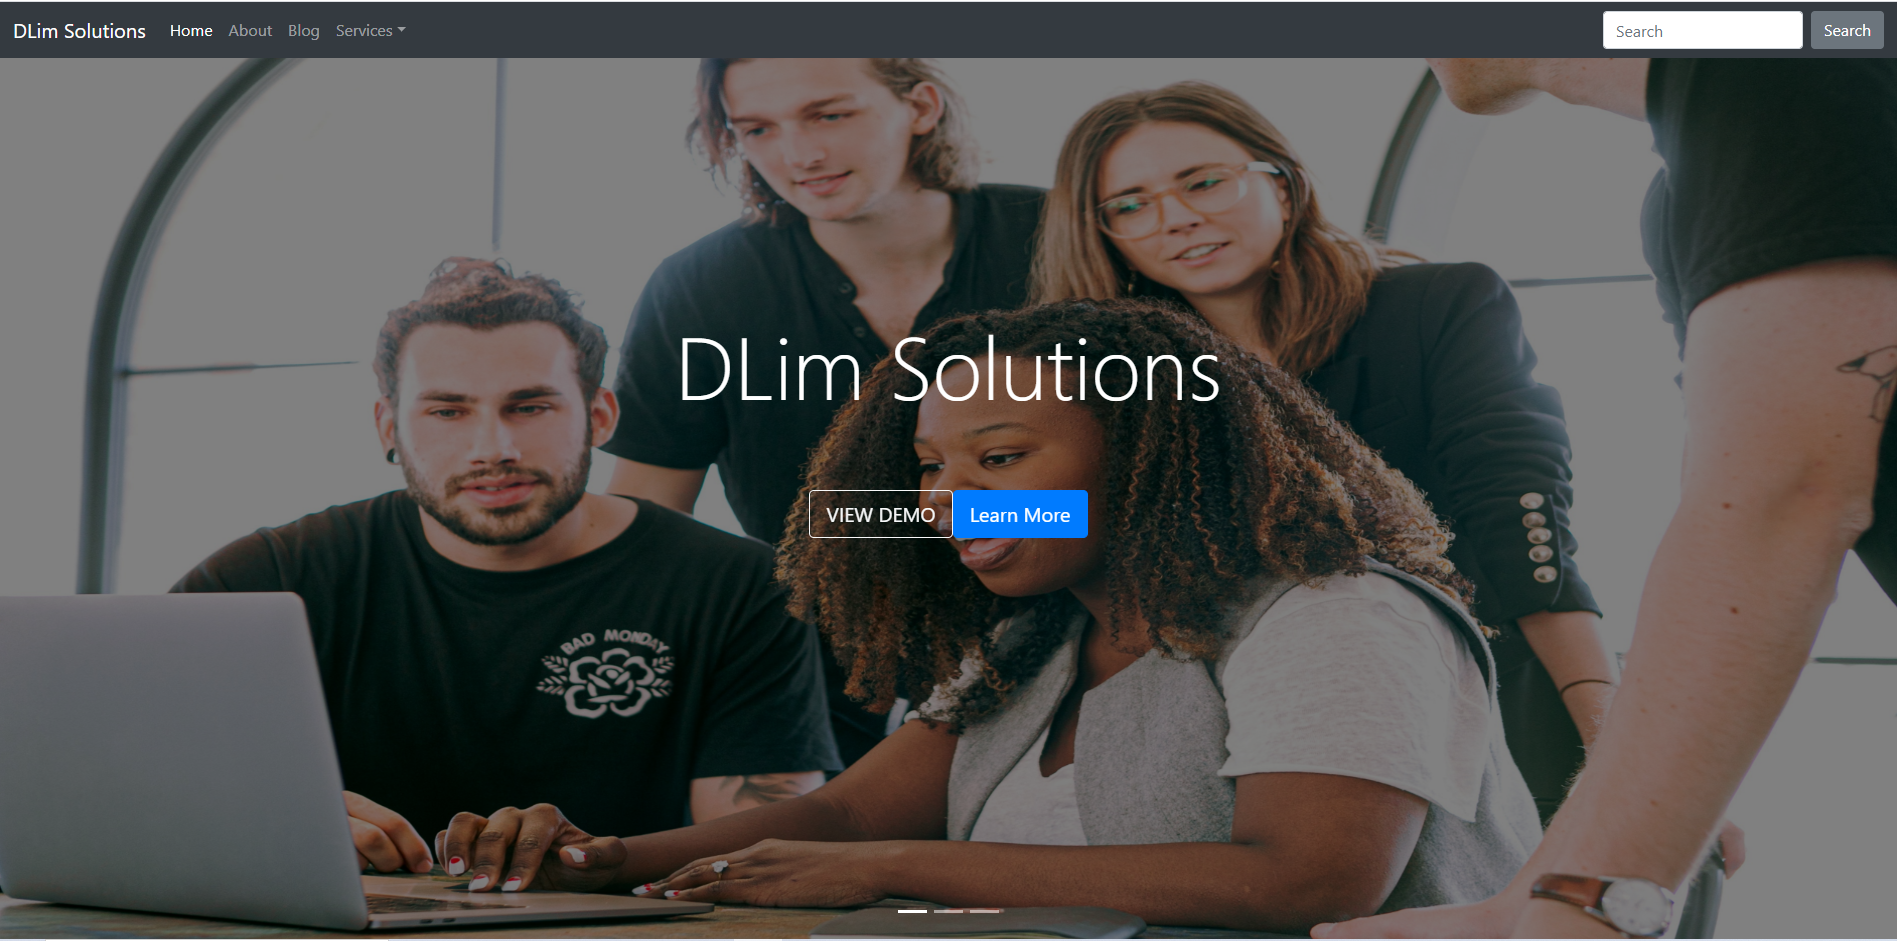 DLim Solutions Home About Blog Services Search Search
DLim Solutions
VIEW DEMO Learn More
BAD MONDAY